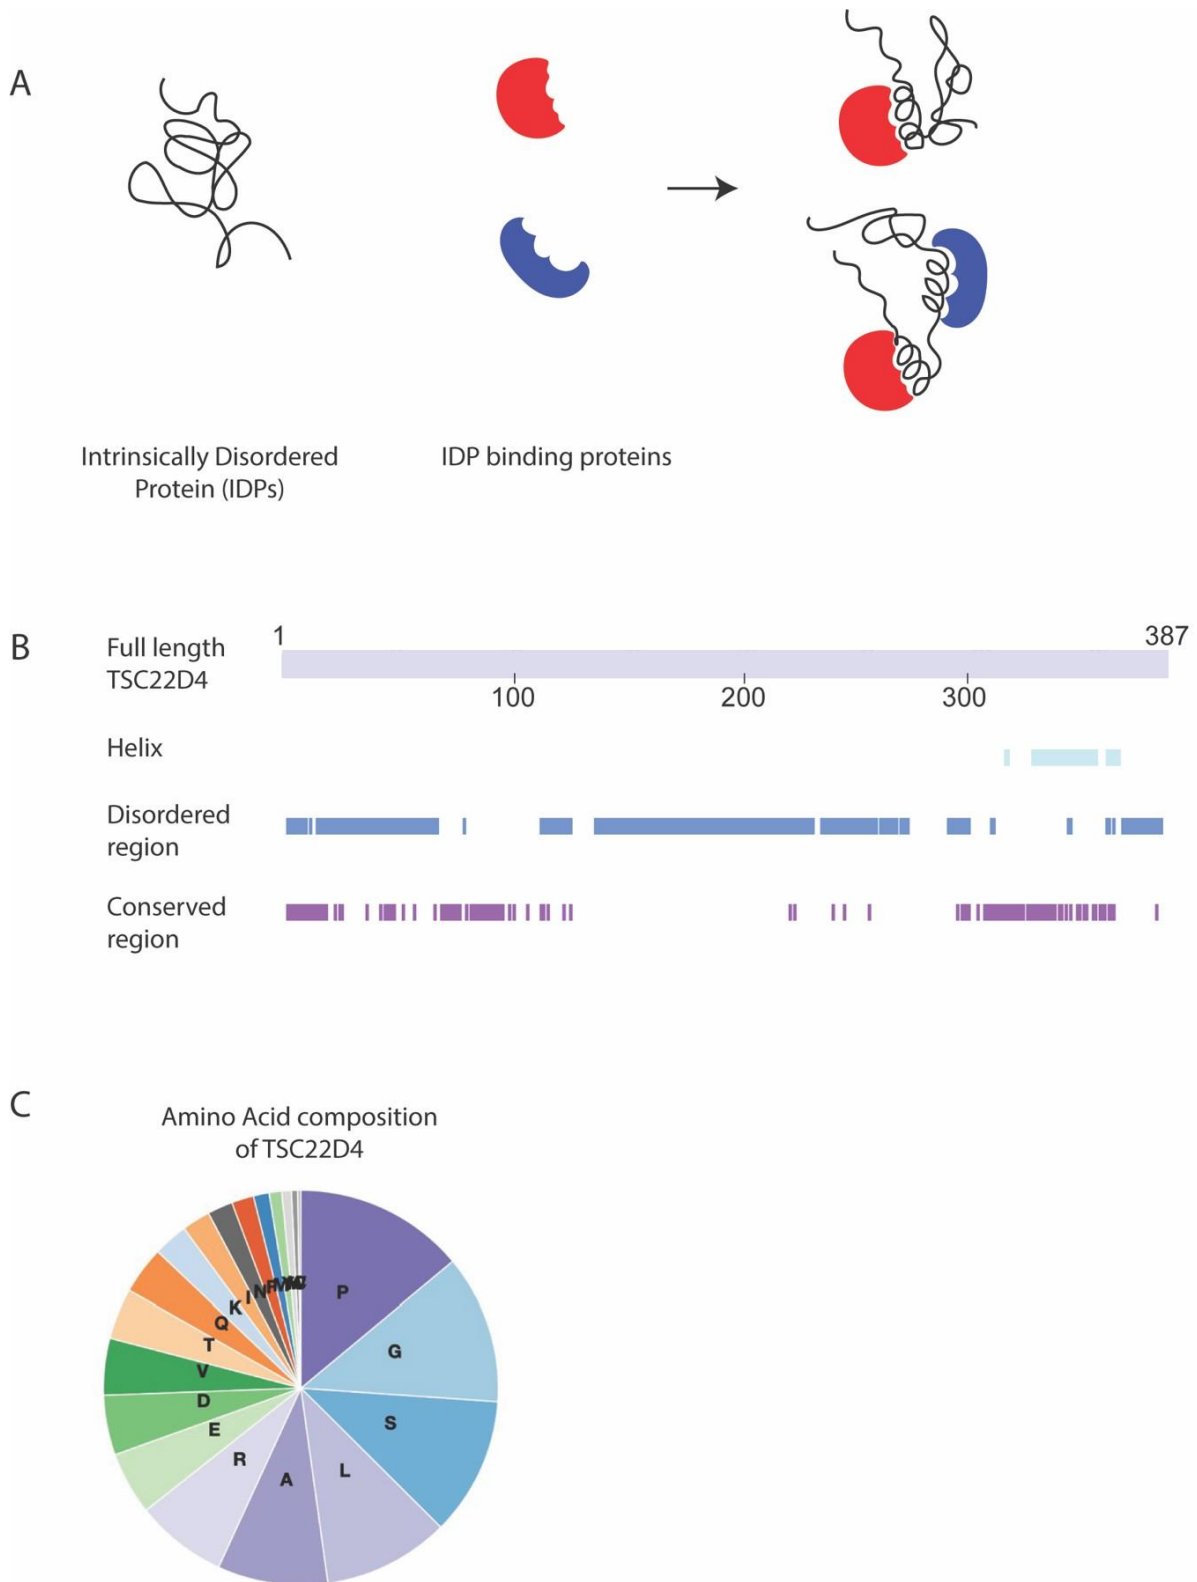 A
Intrinsically Disordered
Protein (IDPs)
IDP binding proteins
B
Full length
TSC22D4
1
387
100
200
300
Helix
Disordered
region
Conserved
region
C
Amino Acid composition
of TSC22D4
P
G
S
L
A
R
E
D
V
T
Q
K
I
N